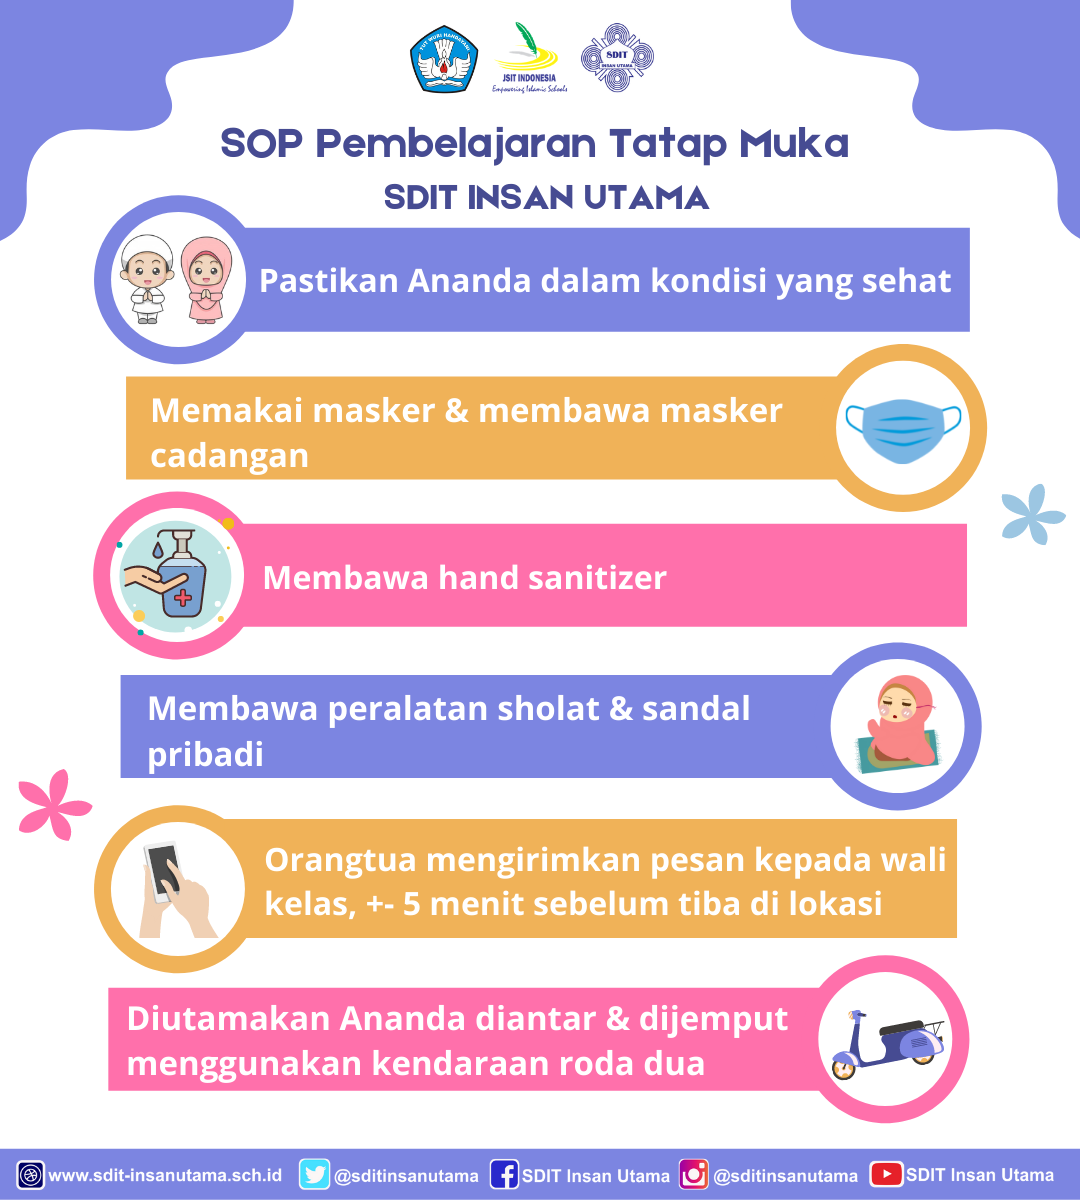 TUT WURI HANDAYANI
JSIT INDONESIA
Empowering Islamic Schools
SDIT
INSAN UTAMA
SOP Pembelajaran Tatap Muka
SDIT INSAN UTAMA
Pastikan Ananda dalam kondisi yang sehat
Memakai masker & membawa masker
cadangan
Membawa hand sanitizer
Membawa peralatan sholat & sandal
pribadi
Orangtua mengirimkan pesan kepada wali
kelas, +- 5 menit sebelum tiba di lokasi
Diutamakan Ananda diantar & dijemput
menggunakan kendaraan roda dua
www.sdit-insanutama.sch.id @sditinsanutama SDIT Insan Utama @sditinsanutama SDIT Insan Utama